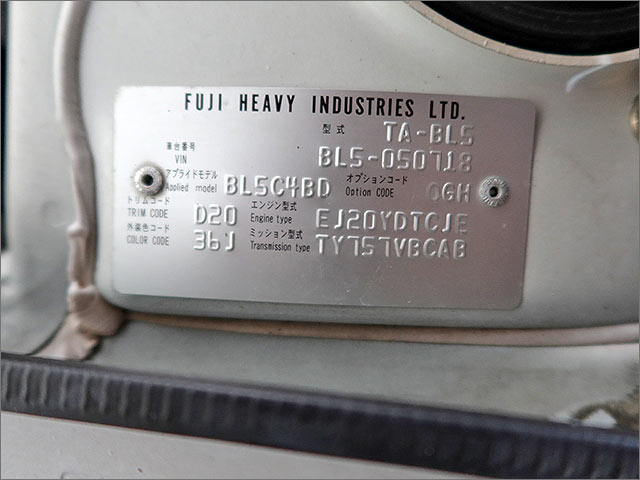 FUJI HEAVY INDUSTRIES LTD.
型式 TA-BL5
車台番号
VIN BL5-050718
アプライドモデル
Applied model BL5C4BD オプションコード
Option CODE 06H
トリムコード
TRIM CODE D20 エンジン型式
Engine type EJ20YDTCJE
外装色コード
COLOR CODE 36J ミッション型式
Transmission type TY757VBCAB